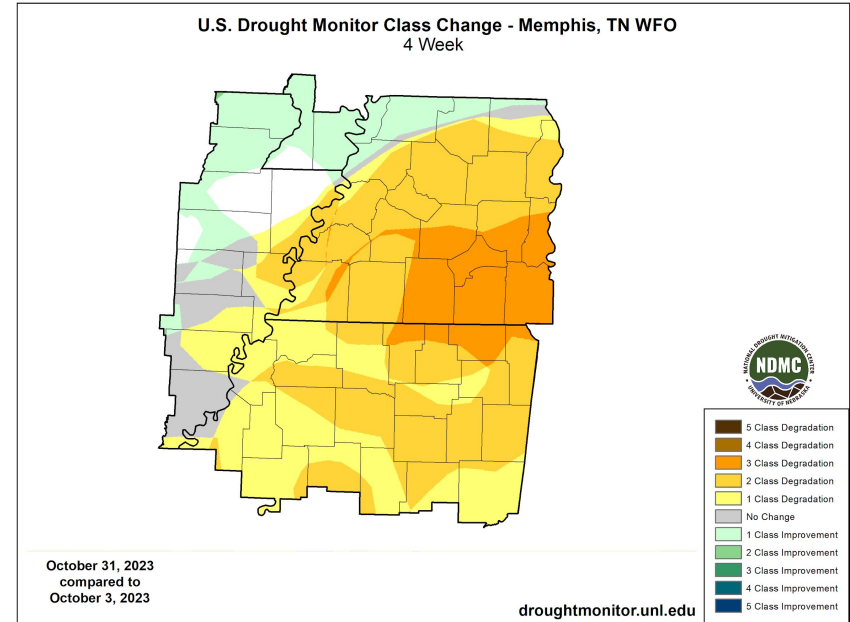 U.S. Drought Monitor Class Change - Memphis, TN WFO
4 Week
NATIONAL DROUGHT MITIGATION CENTER
NDMC
UNIVERSITY OF NEBRASKA
5 Class Degradation
4 Class Degradation
3 Class Degradation
2 Class Degradation
1 Class Degradation
No Change
1 Class Improvement
2 Class Improvement
3 Class Improvement
4 Class Improvement
5 Class Improvement
October 31, 2023
compared to
October 3, 2023
droughtmonitor.unl.edu